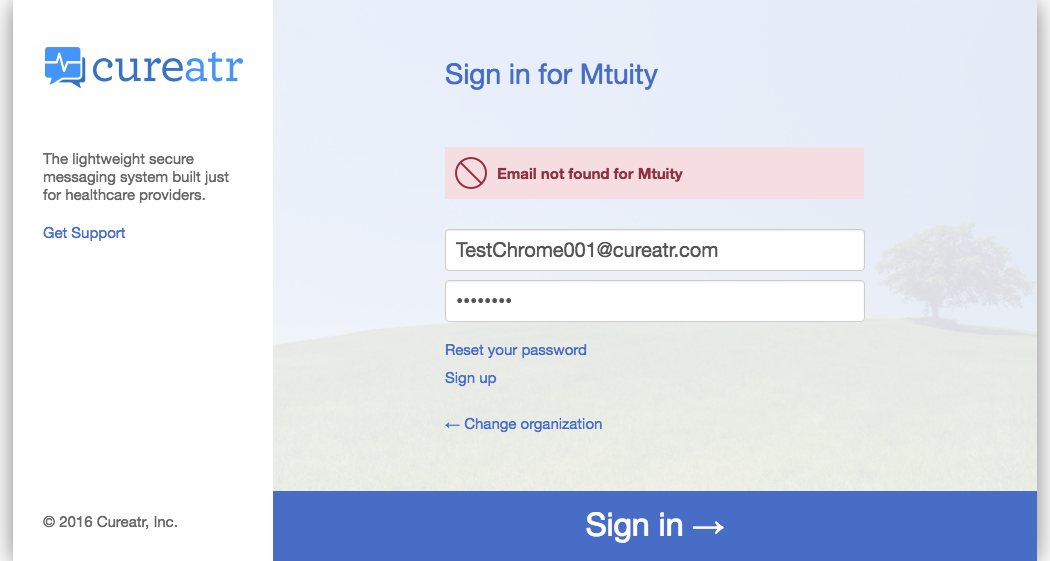 cureatr
The lightweight secure
messaging system built just
for healthcare providers.
Get Support
© 2016 Cureatr, Inc.
Sign in for Mtuity
Email not found for Mtuity
TestChrome001@cureatr.com
••••••••
Reset your password
Sign up
← Change organization
Sign in →